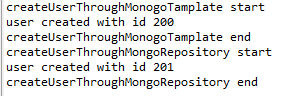 createUserThroughMonogoTamplate start
user created with id 200
createUserThroughMonogoTamplate end
createUserThroughMongoRepository start
user created with id 201
createUserThroughMongoRepository end